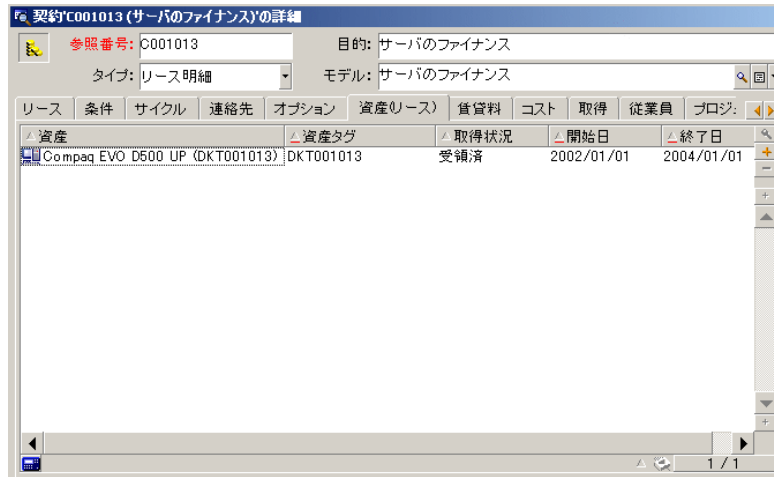 契約'C001013 (サーバのファイナンス)'の詳細
参照番号: C001013 目的: サーバのファイナンス
タイプ: リース明細 モデル: サーバのファイナンス
リース 条件 サイクル 連絡先 オプション 資産(リース) 賃貸料 コスト 取得 従業員 プロジ:
資産 資産タグ 取得状況 開始日 終了日
Compaq EVO D500 UP (DKT001013) DKT001013 受領済 2002/01/01 2004/01/01
1 / 1